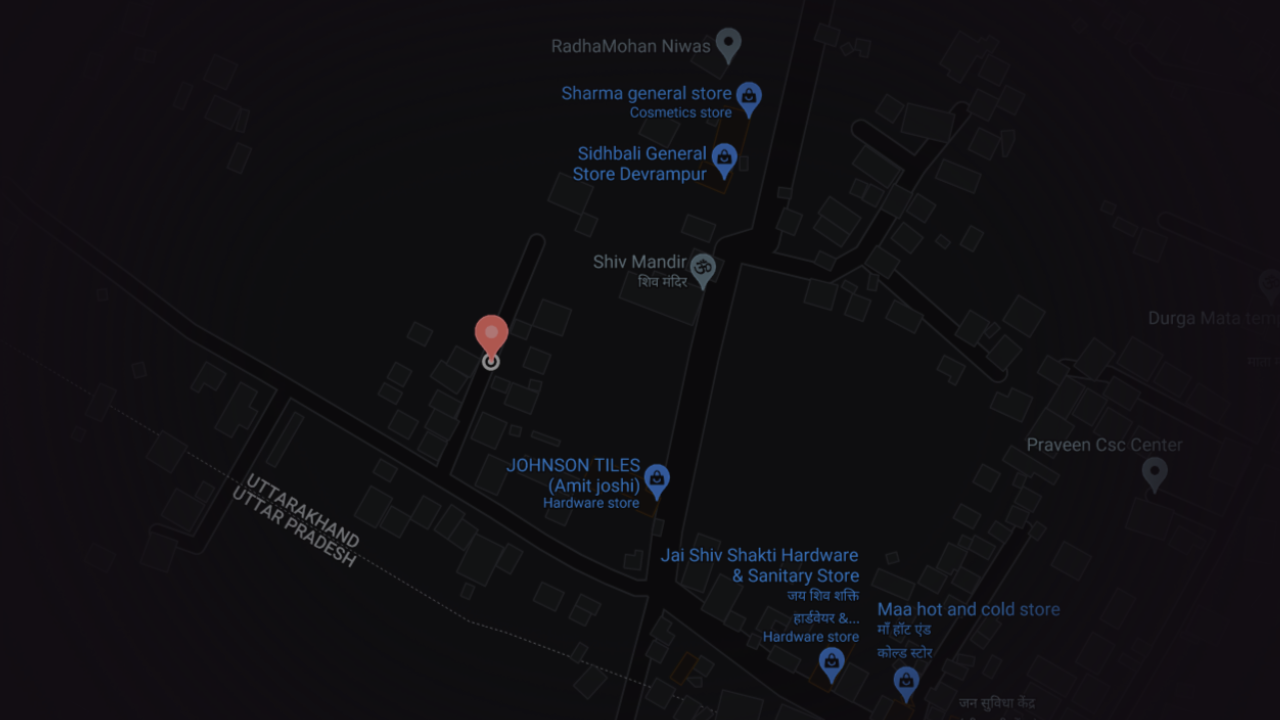 RadhaMohan Niwas
Sharma general store
Cosmetics store
Sidhbali General
Store Devrampur
Shiv Mandir
शिव मंदिर
Durga Mata tem
माता
Praveen Csc Center
JOHNSON TILES
(Amit joshi)
Hardware store
UTTARAKHAND
UTTAR PRADESH
Jai Shiv Shakti Hardware
& Sanitary Store
जय शिव शक्ति
हार्डवेयर &...
Hardware store
Maa hot and cold store
माँ हॉट एंड
कोल्ड स्टोर
जन सुविधा केंद्र